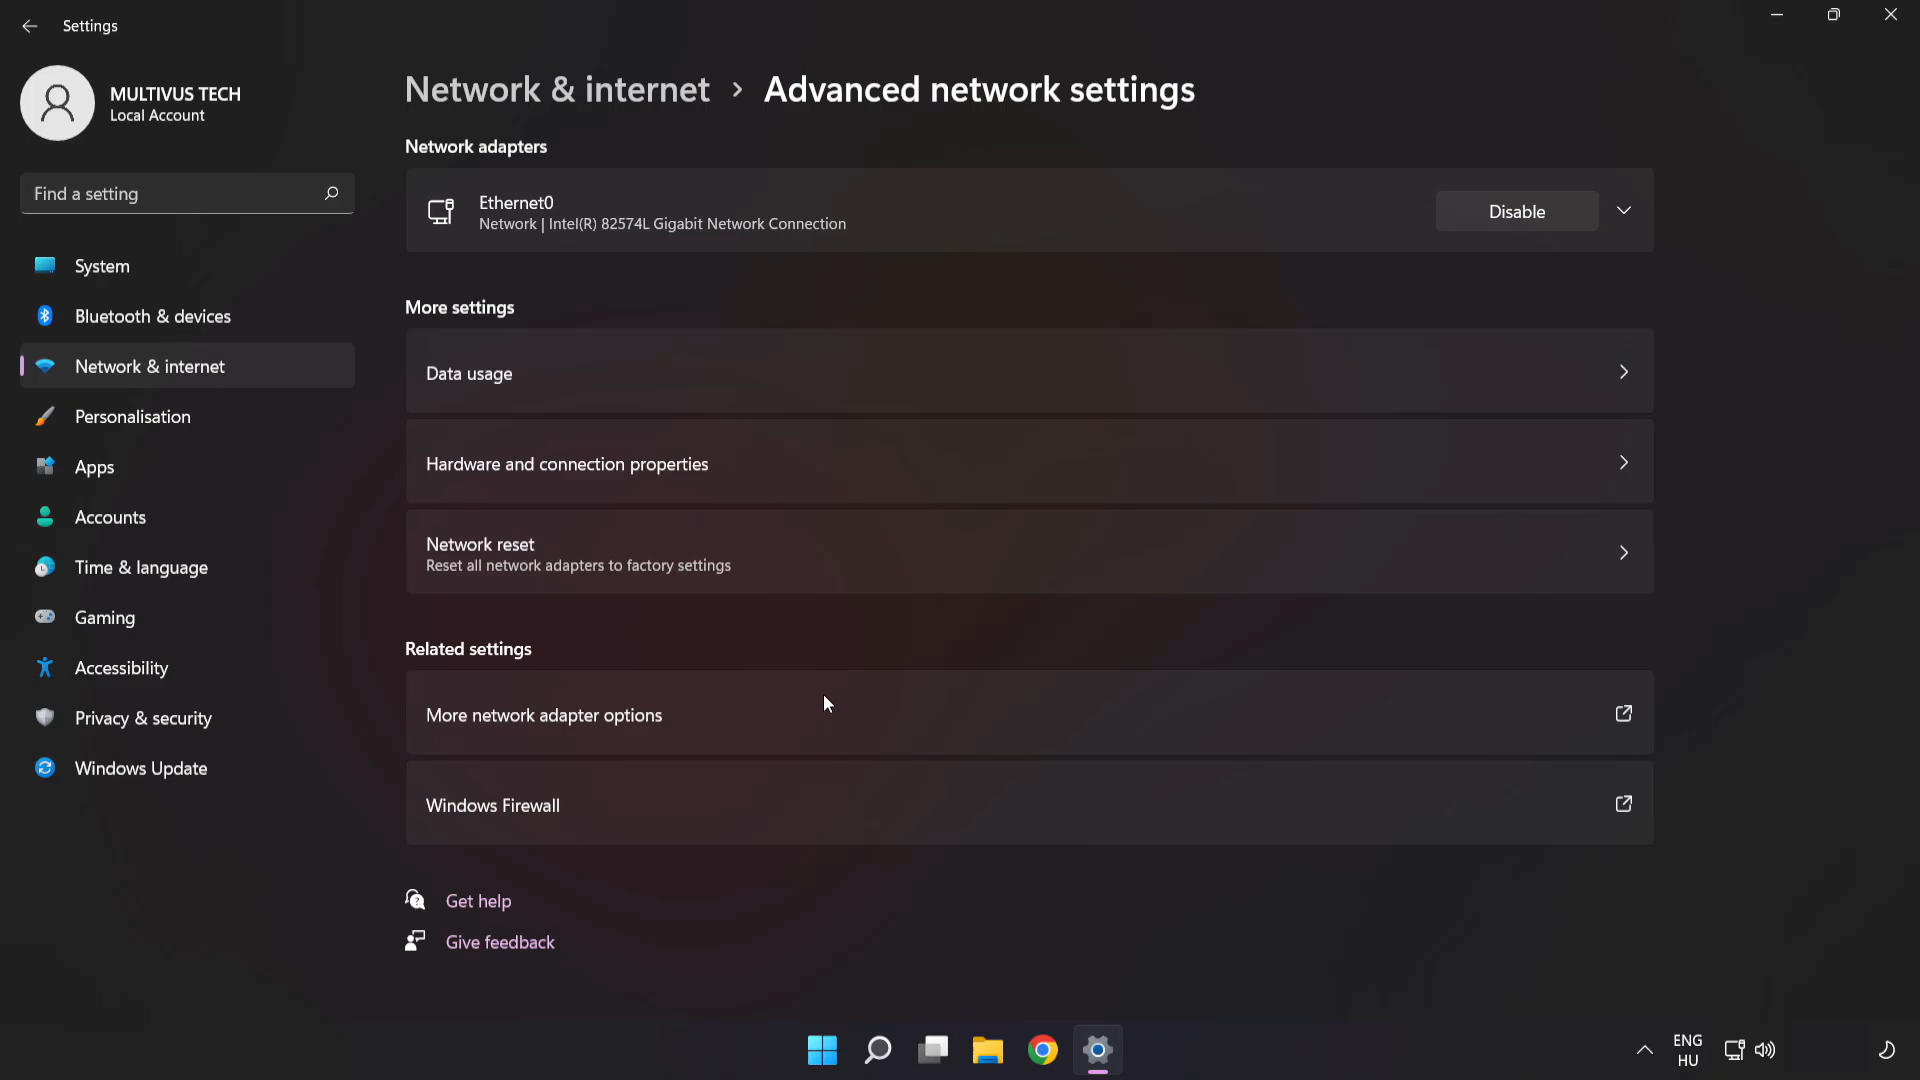 Settings
MULTIVUS TECH
Local Account
Find a setting
System
Bluetooth & devices
Network & internet
Personalisation
Apps
Accounts
Time & language
Gaming
Accessibility
Privacy & security
Windows Update
Network & internet > Advanced network settings
Network adapters
Ethernet0
Network | Intel(R) 82574L Gigabit Network Connection
Disable
More settings
Data usage
Hardware and connection properties
Network reset
Reset all network adapters to factory settings
Related settings
More network adapter options
Windows Firewall
Get help
Give feedback
ENG
HU